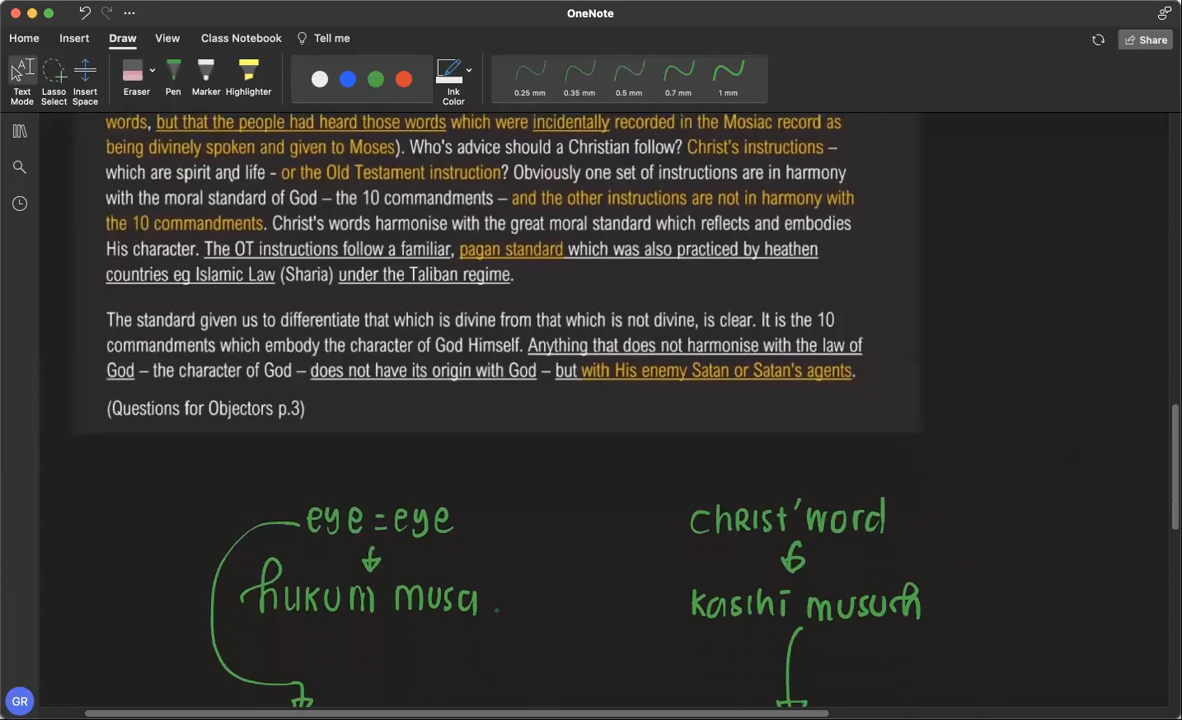 OneNote
Home Insert Draw View Class Notebook Tell me Share
Text Mode Lasso Select Insert Space Eraser Pen Marker Highlighter Ink Color 0.25 mm 0.35 mm 0.5 mm 0.7 mm 1 mm
words, but that the people had heard those words which were incidentally recorded in the Mosiac record as
being divinely spoken and given to Moses). Who's advice should a Christian follow? Christ's instructions –
which are spirit and life - or the Old Testament instruction? Obviously one set of instructions are in harmony
with the moral standard of God – the 10 commandments – and the other instructions are not in harmony with
the 10 commandments. Christ's words harmonise with the great moral standard which reflects and embodies
His character. The OT instructions follow a familiar, pagan standard which was also practiced by heathen
countries eg Islamic Law (Sharia) under the Taliban regime.
The standard given us to differentiate that which is divine from that which is not divine, is clear. It is the 10
commandments which embody the character of God Himself. Anything that does not harmonise with the law of
God – the character of God – does not have its origin with God – but with His enemy Satan or Satan's agents.
(Questions for Objectors p.3)
eye = eye
hukum musa
Christ' word
kasihi musuh
GR